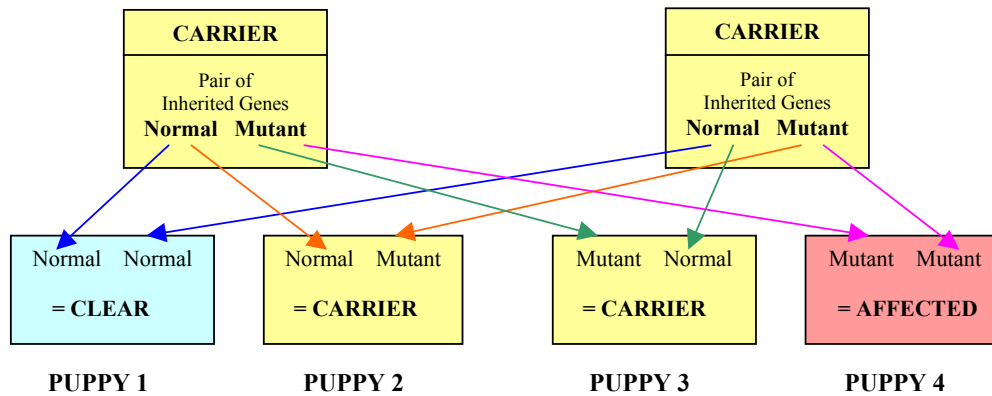 CARRIER
Pair of
Inherited Genes
Normal Mutant
CARRIER
Pair of
Inherited Genes
Normal Mutant
Normal Normal
= CLEAR
Normal Mutant
= CARRIER
Mutant Normal
= CARRIER
Mutant Mutant
= AFFECTED
PUPPY 1
PUPPY 2
PUPPY 3
PUPPY 4